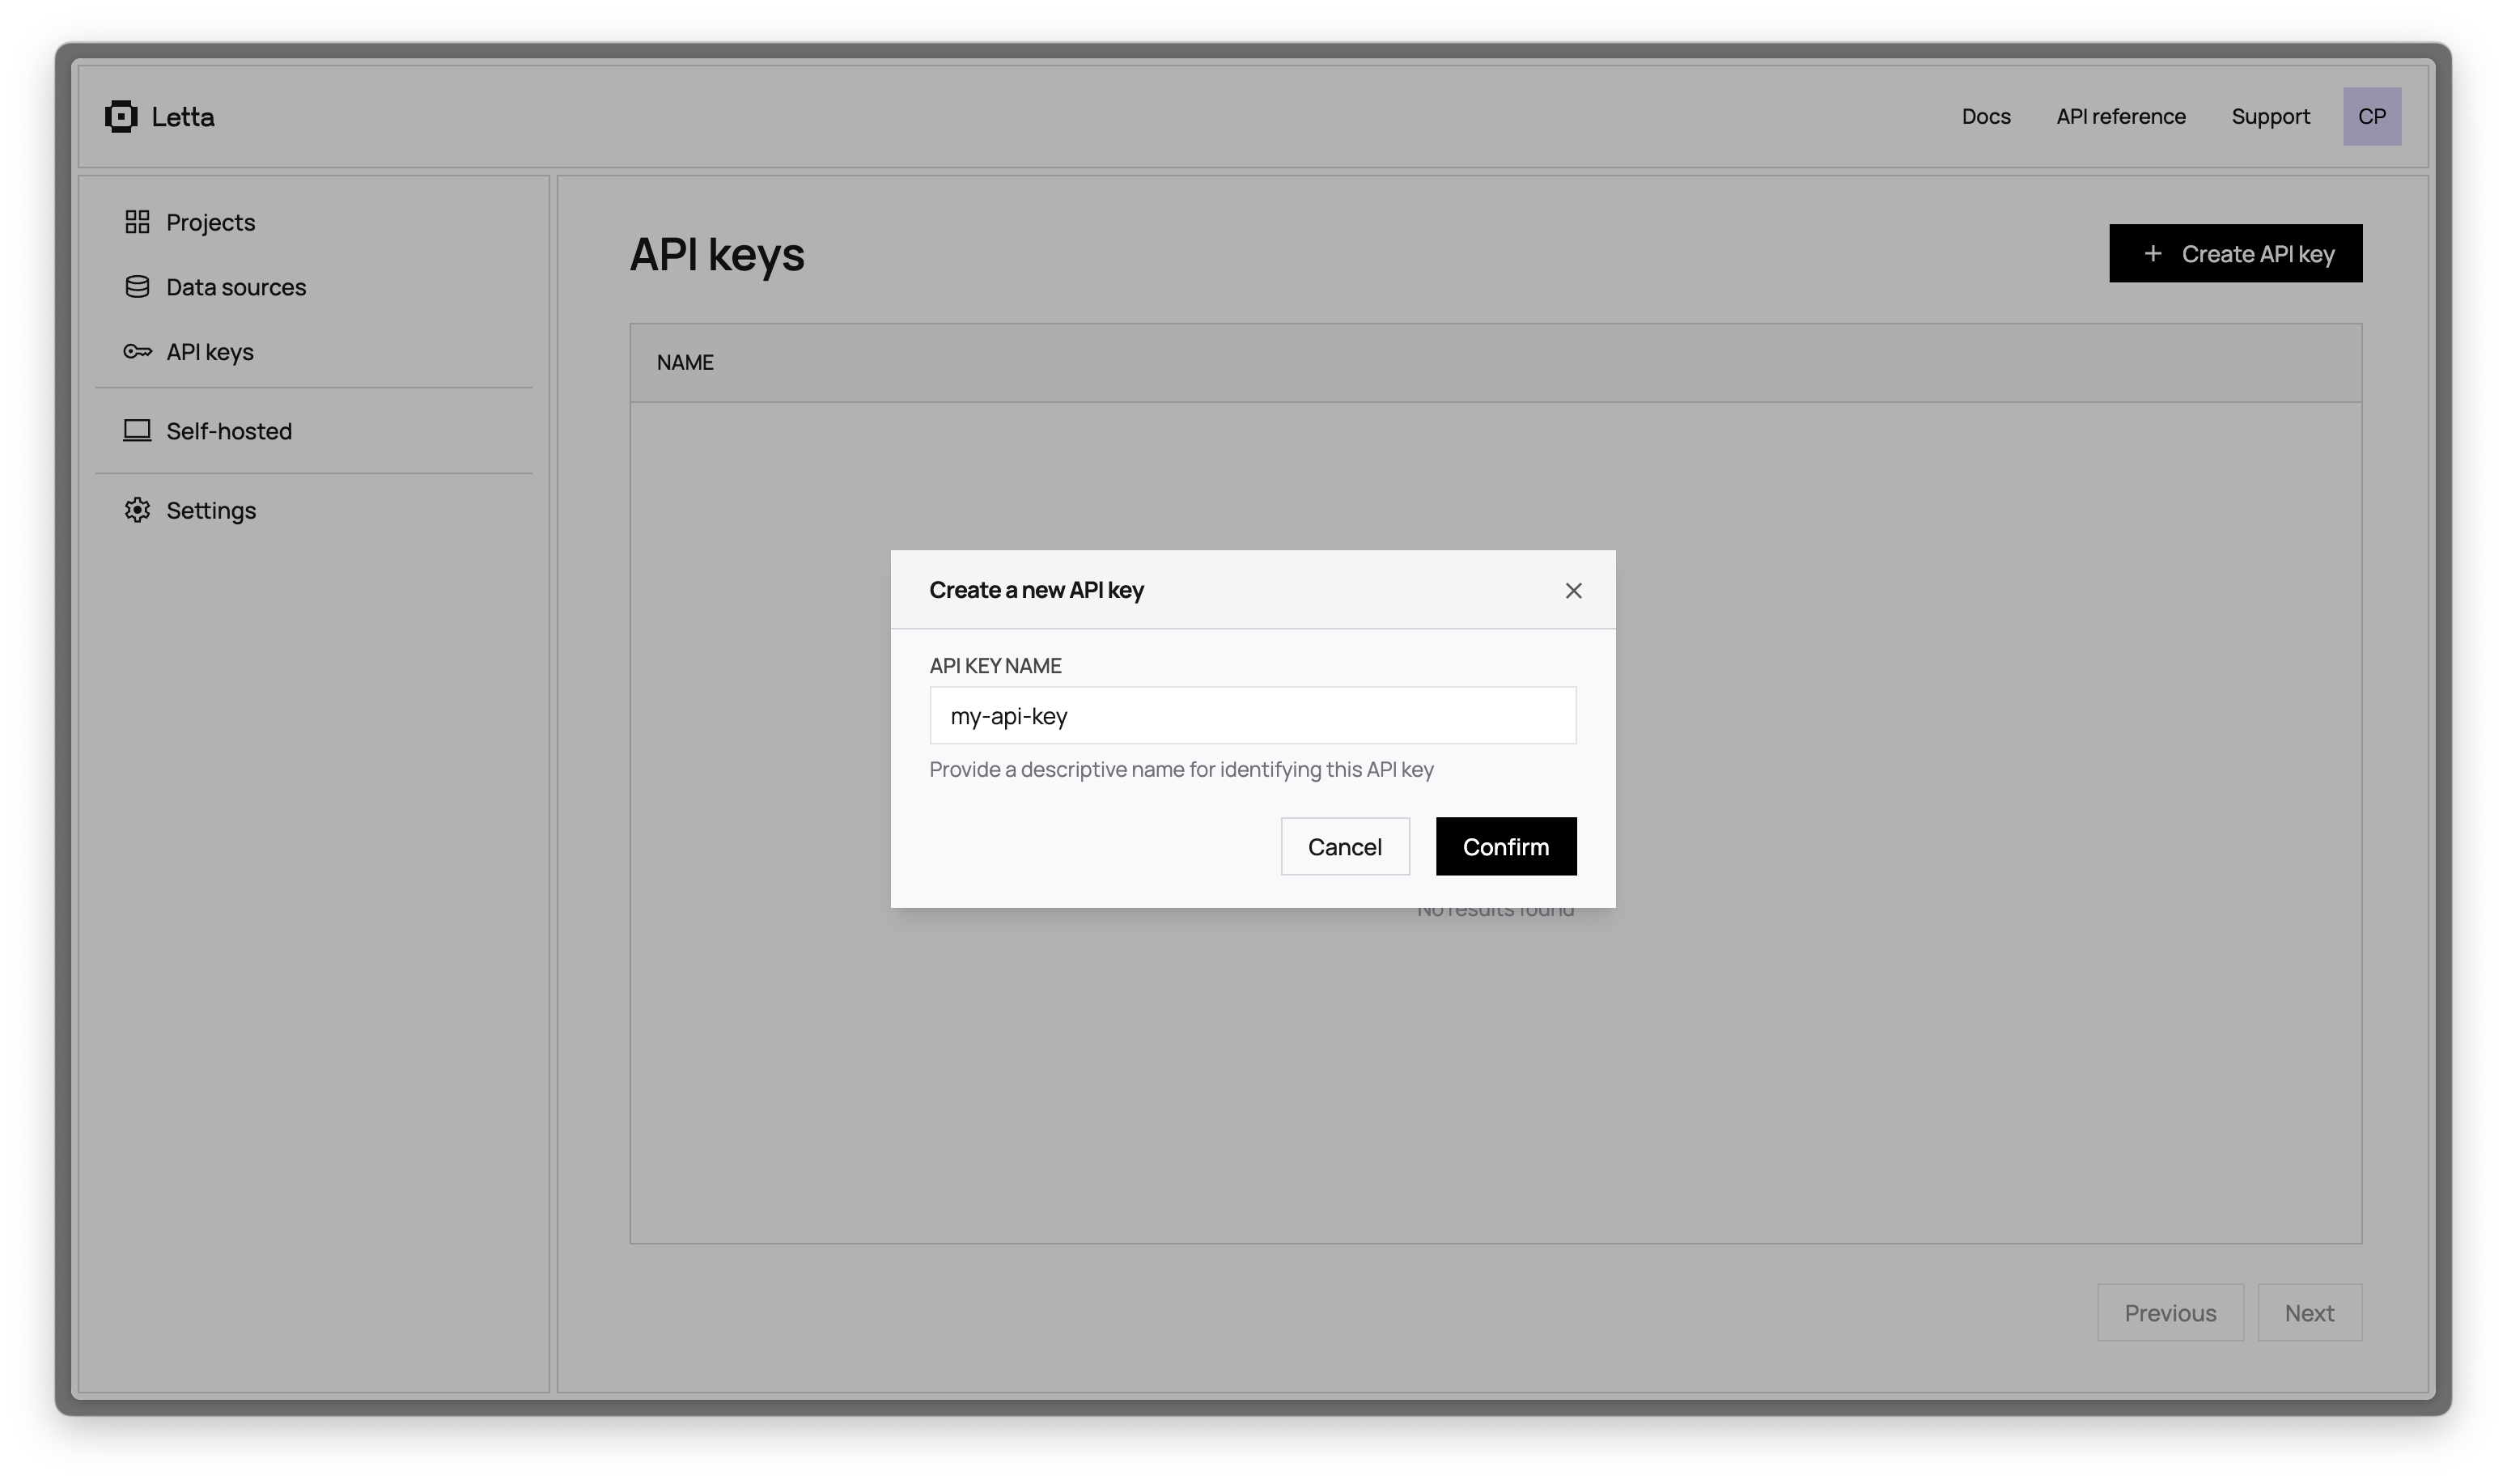 Letta
Docs
API reference
Support
CP
Projects
Data sources
API keys
Self-hosted
Settings
API keys
Create API key
NAME
Create a new API key
API KEY NAME
my-api-key
Provide a descriptive name for identifying this API key
Cancel
Confirm
No results found
Previous
Next